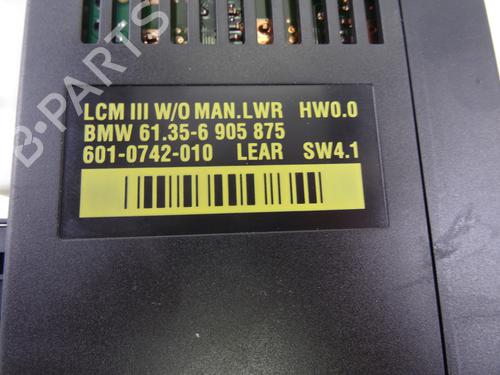 LCM III W/O MAN.LWR HW0.0
BMW 61.35-6 905 875
601-0742-010 LEAR SW4.1
B-PARTS